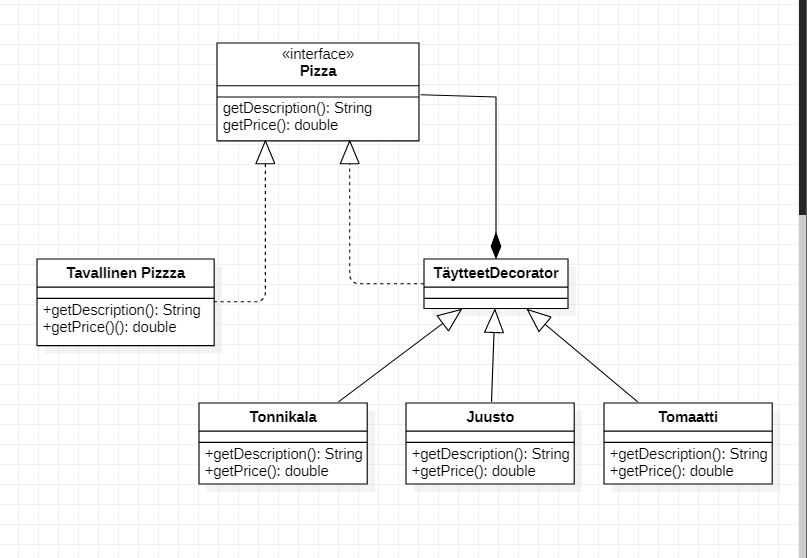 «interface»
Pizza
getDescription(): String
getPrice(): double
Tavallinen Pizzza
+getDescription(): String
+getPrice()(): double
TäytteetDecorator
Tonnikala
+getDescription(): String
+getPrice(): double
Juusto
+getDescription(): String
+getPrice(): double
Tomaatti
+getDescription(): String
+getPrice(): double